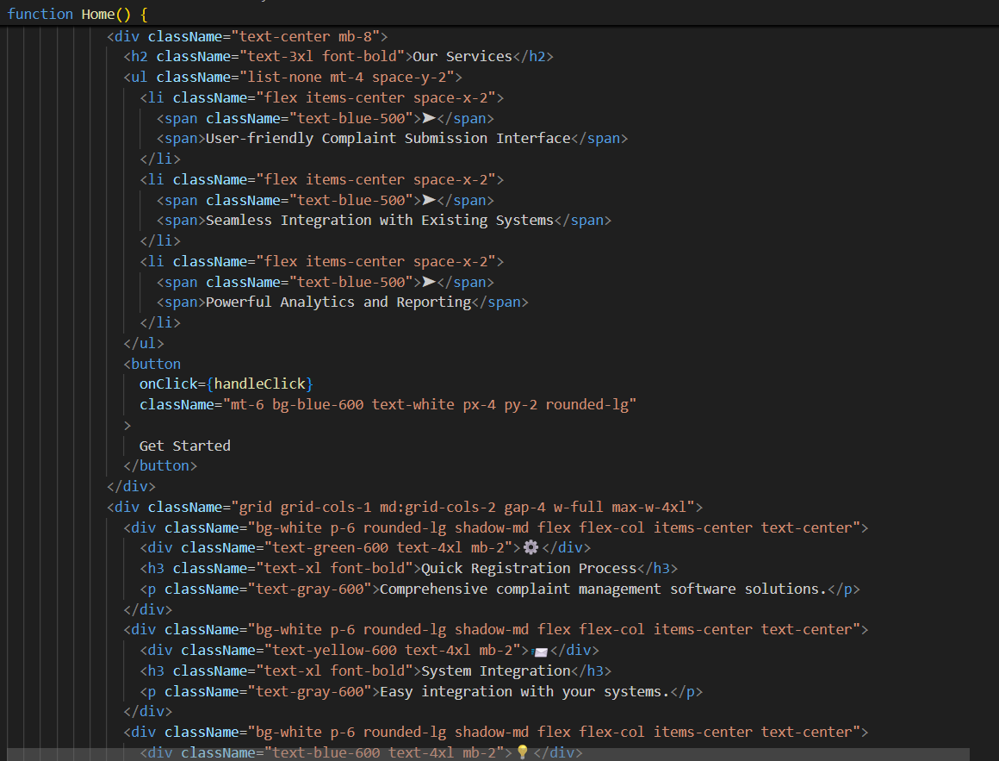 function Home() {
<div className="text-center mb-8">
<h2 className="text-3xl font-bold">Our Services</h2>
<ul className="list-none mt-4 space-y-2">
<li className="flex items-center space-x-2">
<span className="text-blue-500">➤</span>
<span>User-friendly Complaint Submission Interface</span>
</li>
<li className="flex items-center space-x-2">
<span className="text-blue-500">➤</span>
<span>Seamless Integration with Existing Systems</span>
</li>
<li className="flex items-center space-x-2">
<span className="text-blue-500">➤</span>
<span>Powerful Analytics and Reporting</span>
</li>
</ul>
<button
onClick={handleClick}
className="mt-6 bg-blue-600 text-white px-4 py-2 rounded-lg"
>
Get Started
</button>
</div>
<div className="grid grid-cols-1 md:grid-cols-2 gap-4 w-full max-w-4xl">
<div className="bg-white p-6 rounded-lg shadow-md flex flex-col items-center text-center">
<div className="text-green-600 text-4xl mb-2">⚙️</div>
<h3 className="text-xl font-bold">Quick Registration Process</h3>
<p className="text-gray-600">Comprehensive complaint management software solutions.</p>
</div>
<div className="bg-white p-6 rounded-lg shadow-md flex flex-col items-center text-center">
<div className="text-yellow-600 text-4xl mb-2">📨</div>
<h3 className="text-xl font-bold">System Integration</h3>
<p className="text-gray-600">Easy integration with your systems.</p>
</div>
<div className="bg-white p-6 rounded-lg shadow-md flex flex-col items-center text-center">
<div className="text-blue-600 text-4xl mb-2">💡</div>